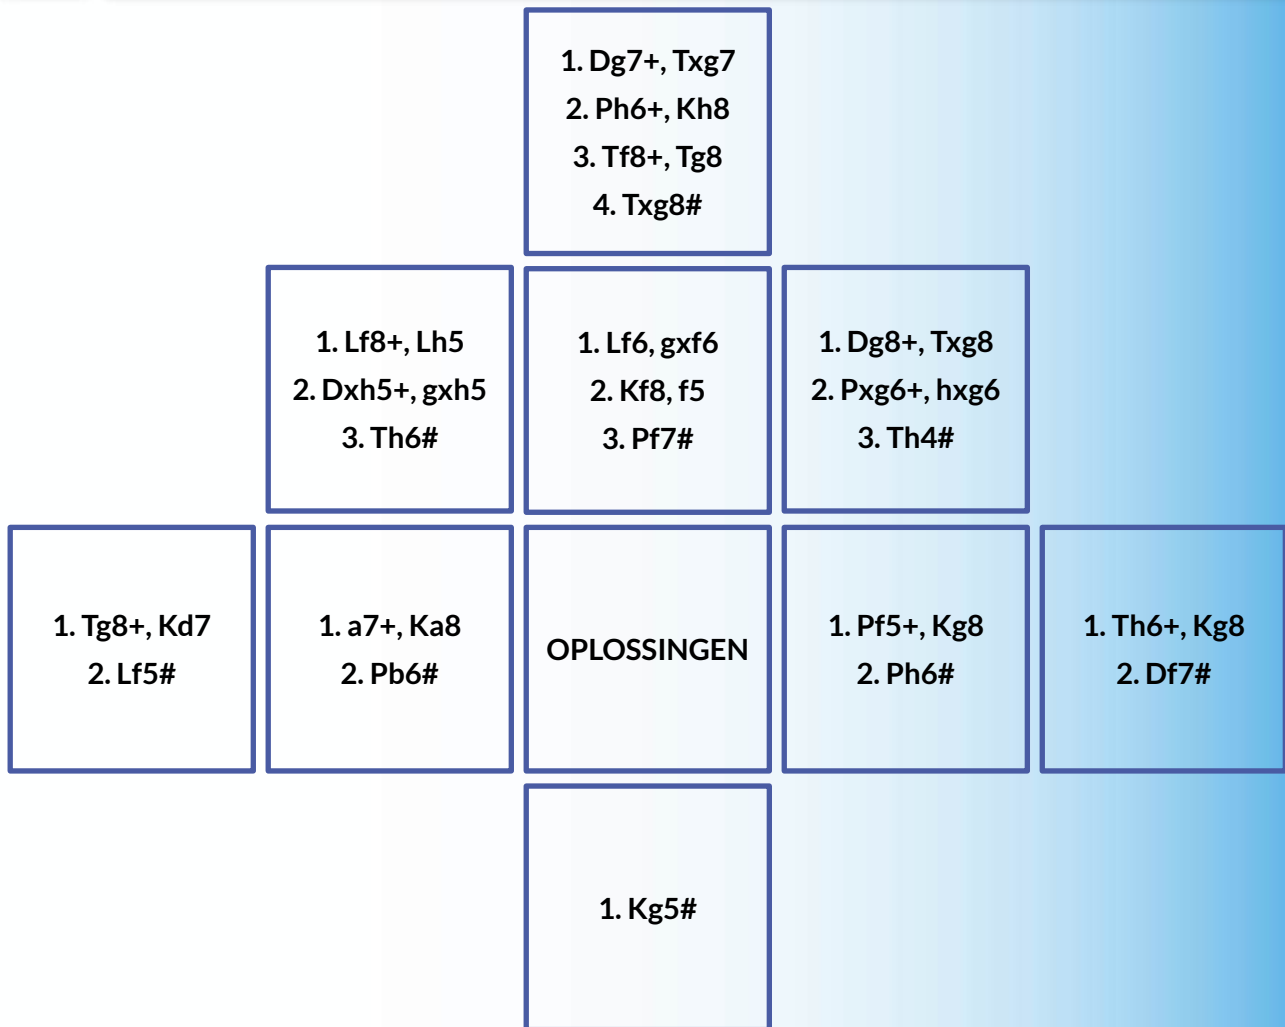 1. Dg7+, Txg7
2. Ph6+, Kh8
3. Tf8+, Tg8
4. Txg8#
1. Lf8+, Lh5
2. Dxh5+, gxh5
3. Th6#
1. Lf6, gxf6
2. Kf8, f5
3. Pf7#
1. Dg8+, Txg8
2. Pxg6+, hxg6
3. Th4#
1. Tg8+, Kd7
2. Lf5#
1. a7+, Ka8
2. Pb6#
OPLOSSINGEN
1. Pf5+, Kg8
2. Ph6#
1. Th6+, Kg8
2. Df7#
1. Kg5#